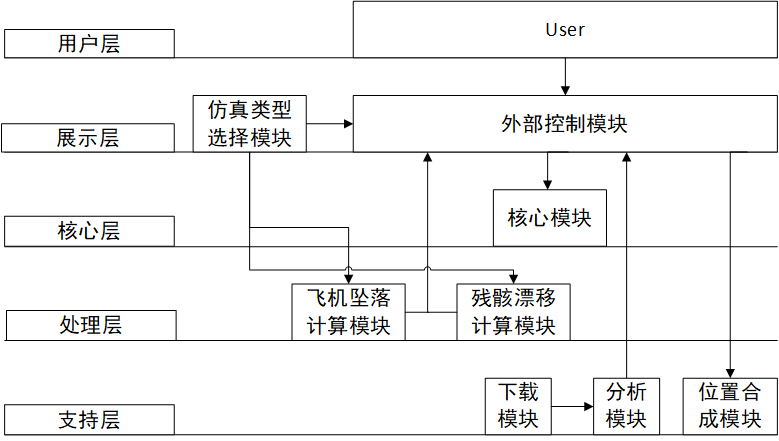 用户层
User
展示层
仿真类型
选择模块
外部控制模块
核心层
核心模块
处理层
飞机坠落
计算模块
残骸漂移
计算模块
支持层
下载
模块
分析
模块
位置合
成模块